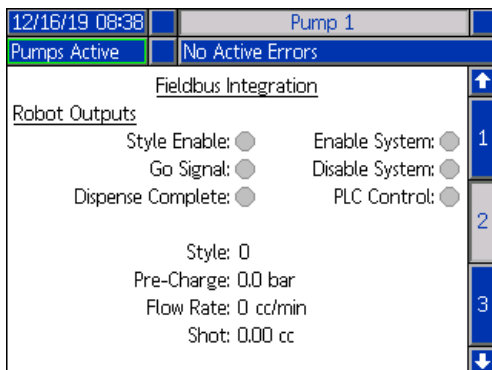 12/16/19 08:38 Pump 1
Pumps Active No Active Errors
Fieldbus Integration
Robot Outputs
Style Enable: Enable System: 1
Go Signal: Disable System:
Dispense Complete: PLC Control: 2
Style: 0
Pre-Charge: 0.0 bar
Flow Rate: 0 cc/min 3
Shot: 0.00 cc